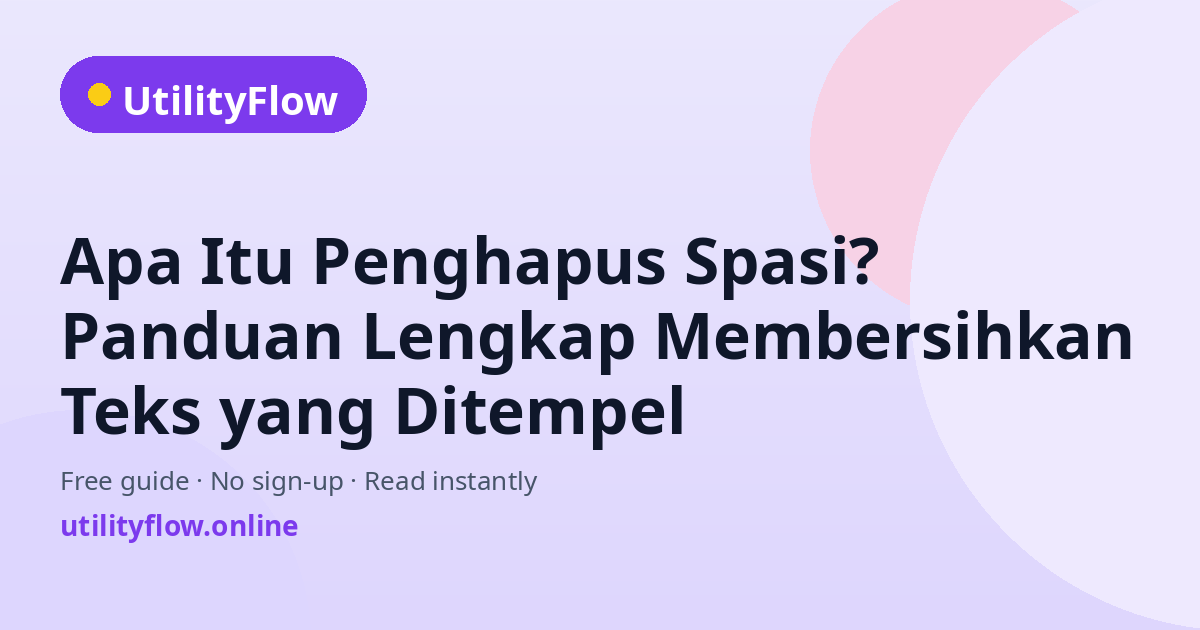 UtilityFlow
Apa Itu Penghapus Spasi?
Panduan Lengkap Membersihkan
Teks yang Ditempel
Free guide · No sign-up · Read instantly
utilityflow.online